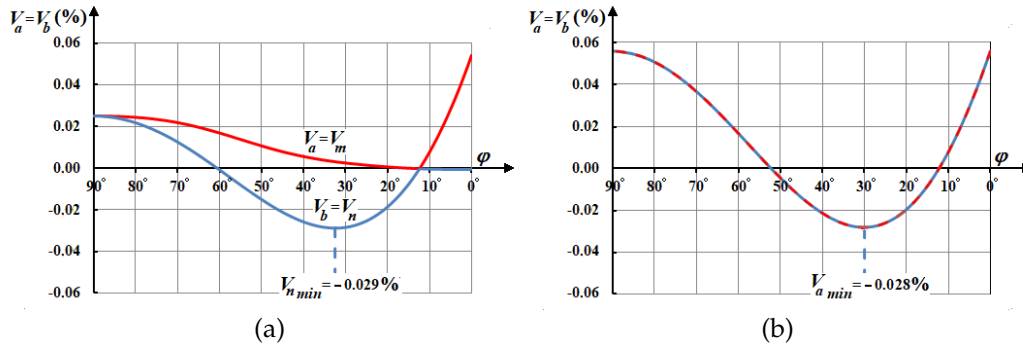 Va=Vb(%)
0.06
0.04
0.02
0.00
-0.02
-0.04
-0.06
90° 80° 70° 60° 50° 40° 30° 20° 10° 0°
φ
Va=Vm
Vb=Vn
Vn min=-0.029%
(a)
Va=Vb(%)
0.06
0.04
0.02
0.00
-0.02
-0.04
-0.06
90° 80° 70° 60° 50° 40° 30° 20° 10° 0°
φ
Va min=-0.028%
(b)